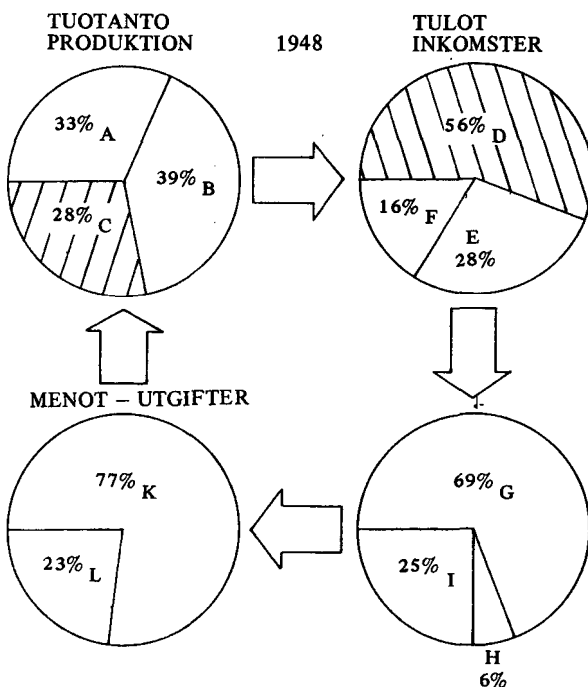 TUOTANTO
PRODUKTION
1948
TULOT
INKOMSTER
33% A
39% B
28% C
56% D
16% F
E
28%
MENOT – UTGIFTER
77% K
23% L
69% G
25% I
H
6%